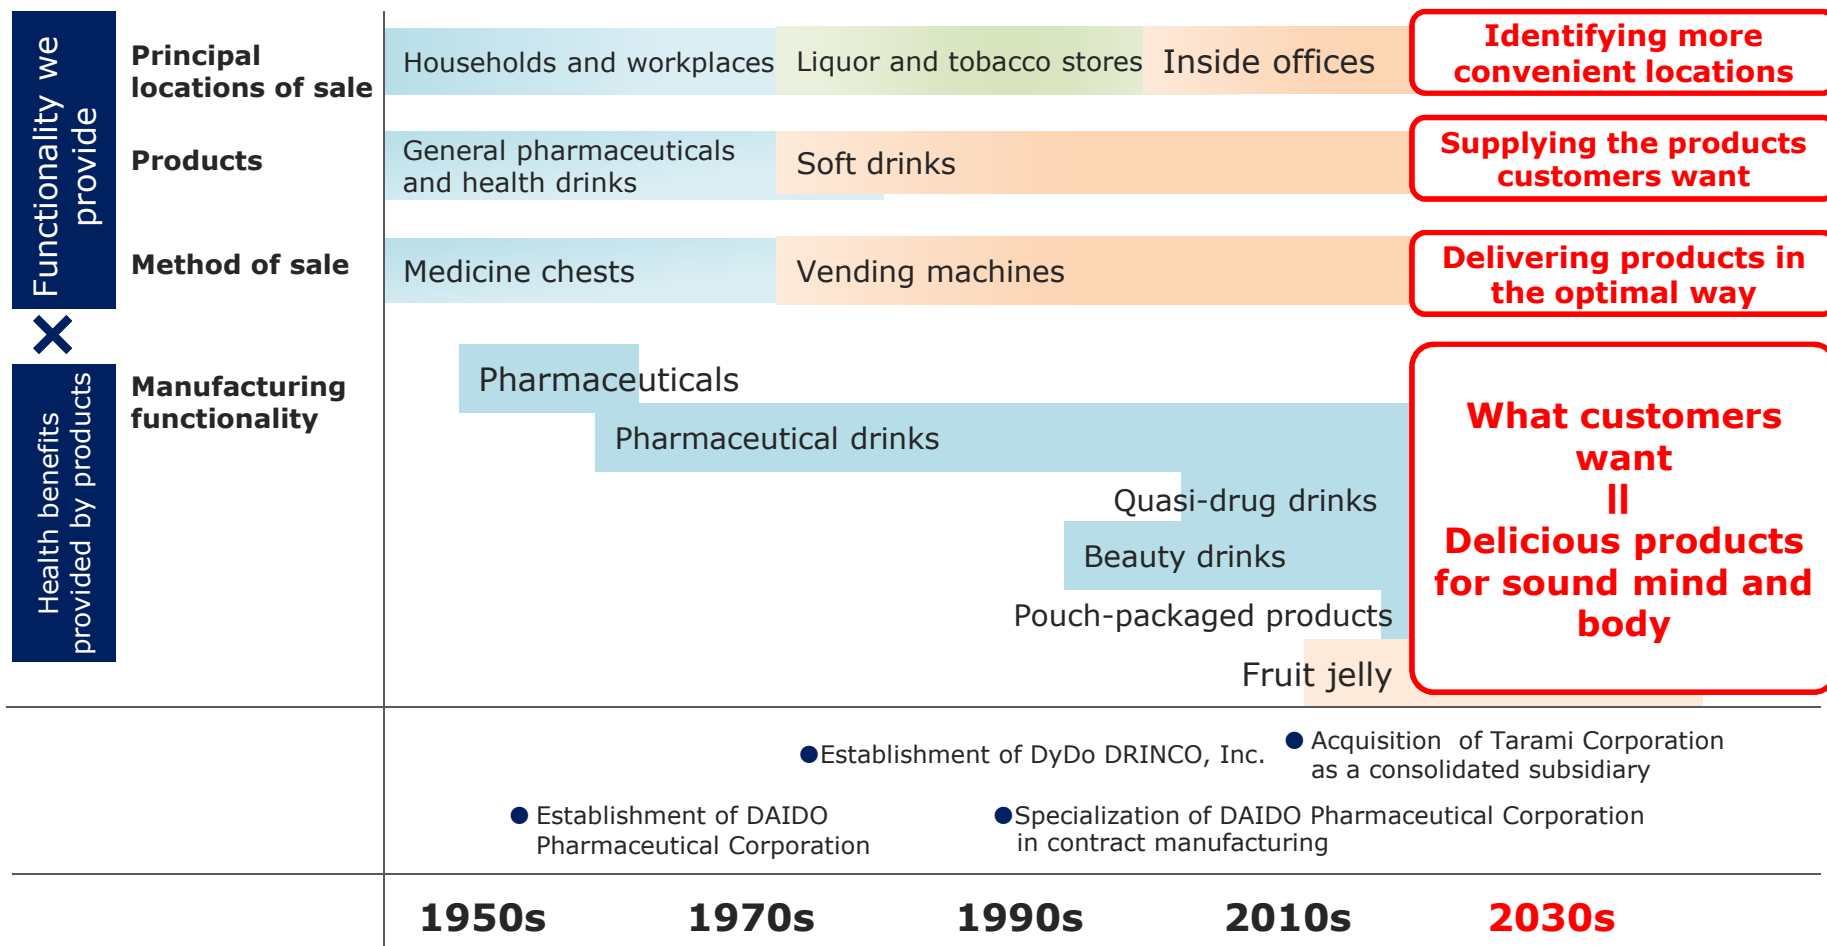 Functionality we
provide
Principal
locations of sale
Households and workplaces
Liquor and tobacco stores
Inside offices
Identifying more
convenient locations
Products
General pharmaceuticals
and health drinks
Soft drinks
Supplying the products
customers want
Method of sale
Medicine chests
Vending machines
Delivering products in
the optimal way
×
Health benefits
provided by products
Manufacturing
functionality
Pharmaceuticals
Pharmaceutical drinks
Quasi-drug drinks
Beauty drinks
Pouch-packaged products
Fruit jelly
What customers
want
||
Delicious products
for sound mind and
body
●Establishment of DyDo DRINCO, Inc.
● Acquisition of Tarami Corporation
as a consolidated subsidiary
● Establishment of DAIDO
Pharmaceutical Corporation
●Specialization of DAIDO Pharmaceutical Corporation
in contract manufacturing
1950s
1970s
1990s
2010s
2030s